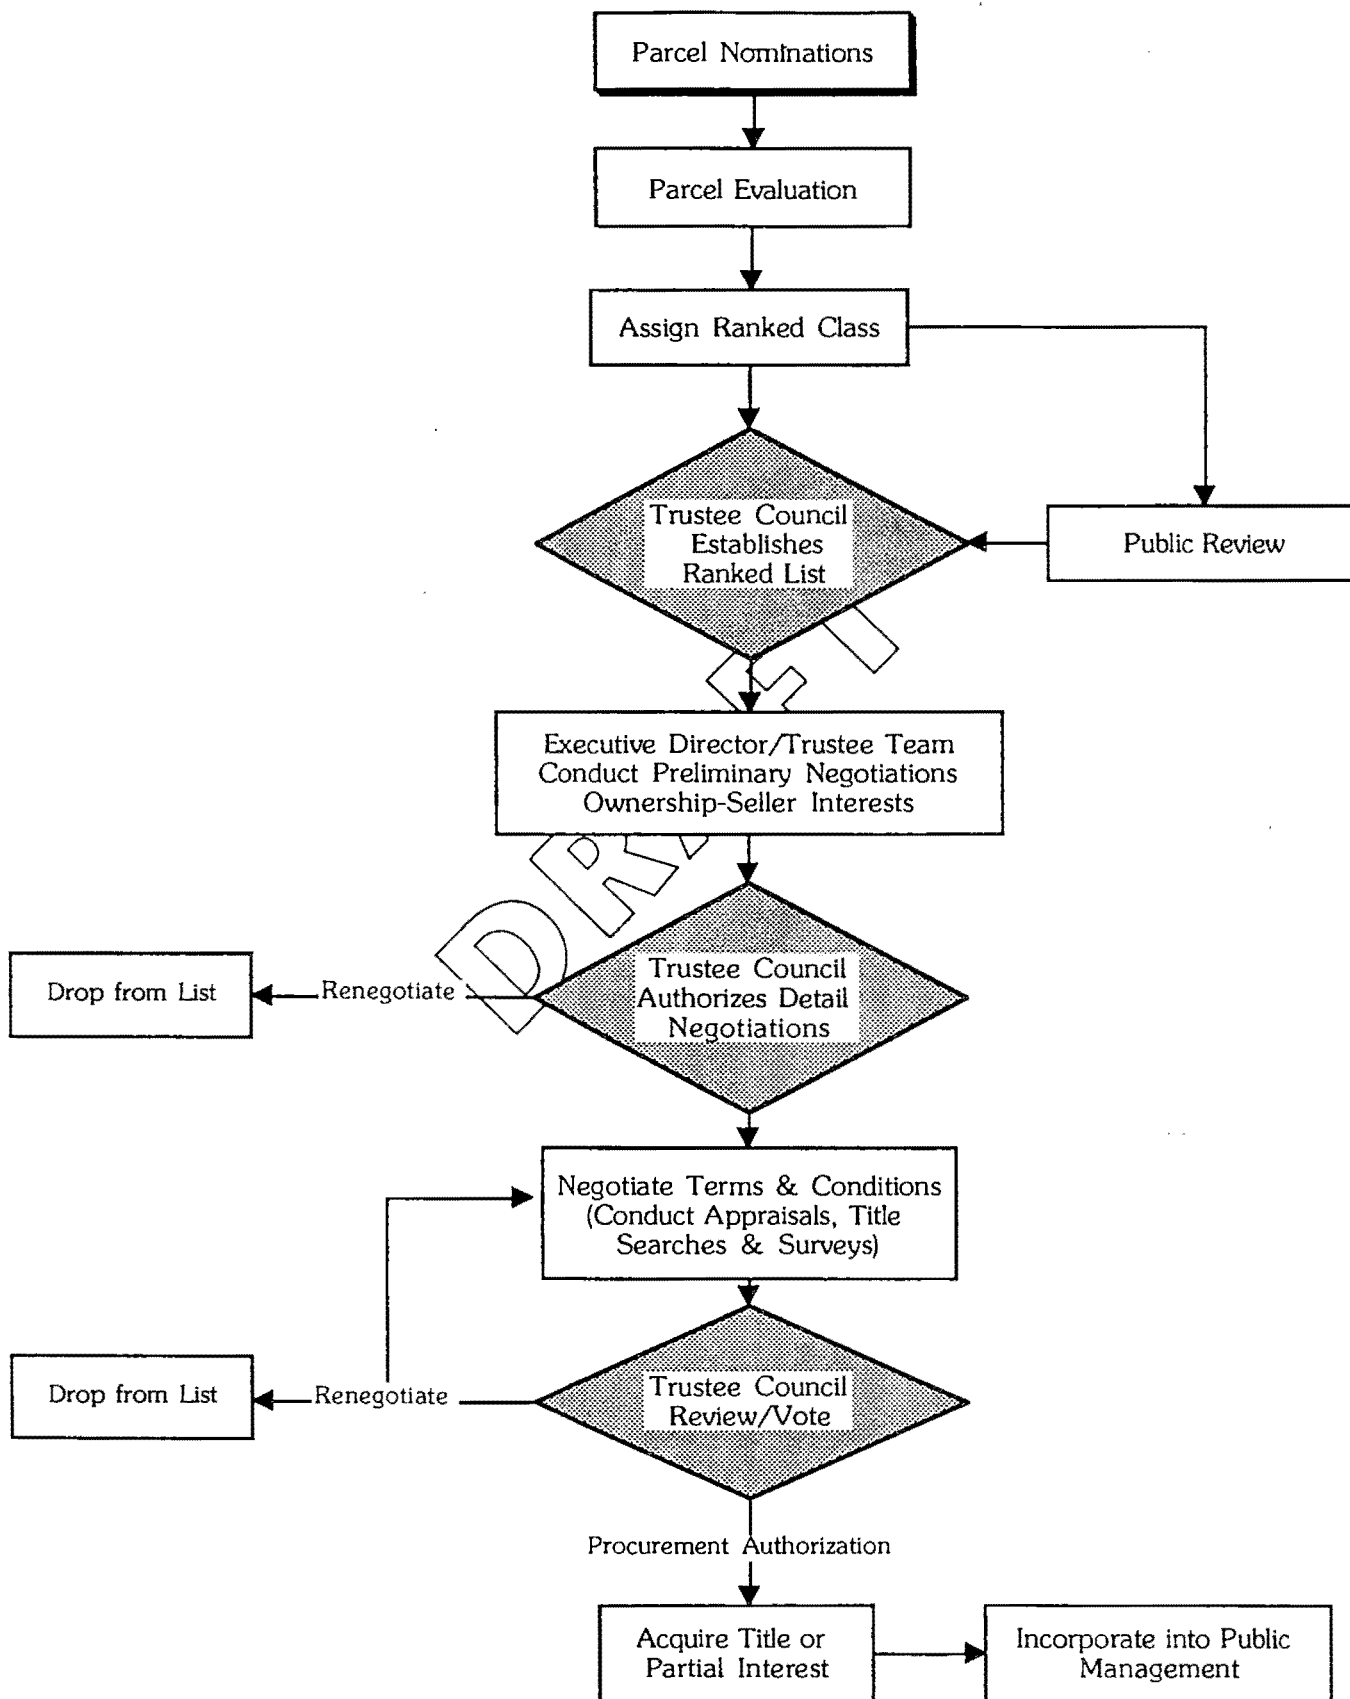 Parcel Nominations
Parcel Evaluation
Assign Ranked Class
Trustee Council
Establishes
Ranked List
Public Review
Executive Director/Trustee Team
Conduct Preliminary Negotiations
Ownership-Seller Interests
DRAFT
Drop from List
Renegotiate
Trustee Council
Authorizes Detail
Negotiations
Negotiate Terms & Conditions
(Conduct Appraisals, Title
Searches & Surveys)
Drop from List
Renegotiate
Trustee Council
Review/Vote
Procurement Authorization
Acquire Title or
Partial Interest
Incorporate into Public
Management